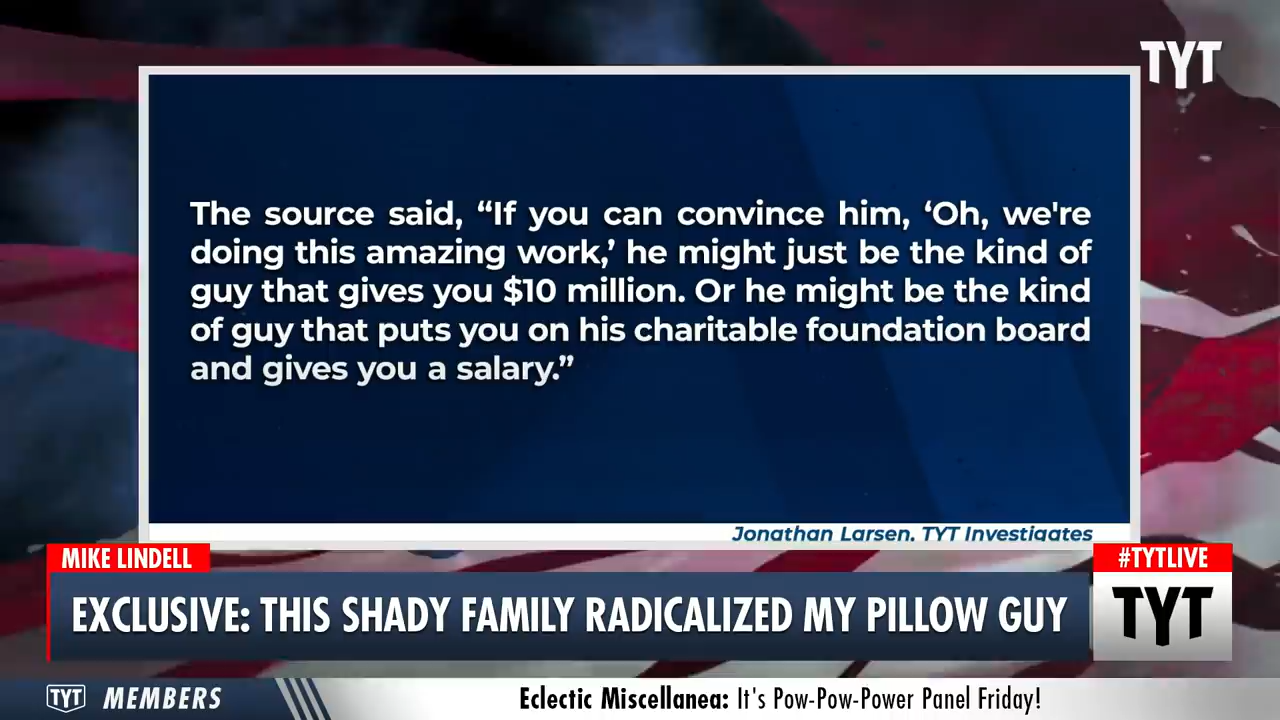 TYT
The source said, “If you can convince him, ‘Oh, we're
doing this amazing work,’ he might just be the kind of
guy that gives you $10 million. Or he might be the kind
of guy that puts you on his charitable foundation board
and gives you a salary.”
Jonathan Larsen, TYT Investigates
MIKE LINDELL
#TYTLIVE
EXCLUSIVE: THIS SHADY FAMILY RADICALIZED MY PILLOW GUY
TYT
TYT MEMBERS
Eclectic Miscellanea: It's Pow-Pow-Power Panel Friday!